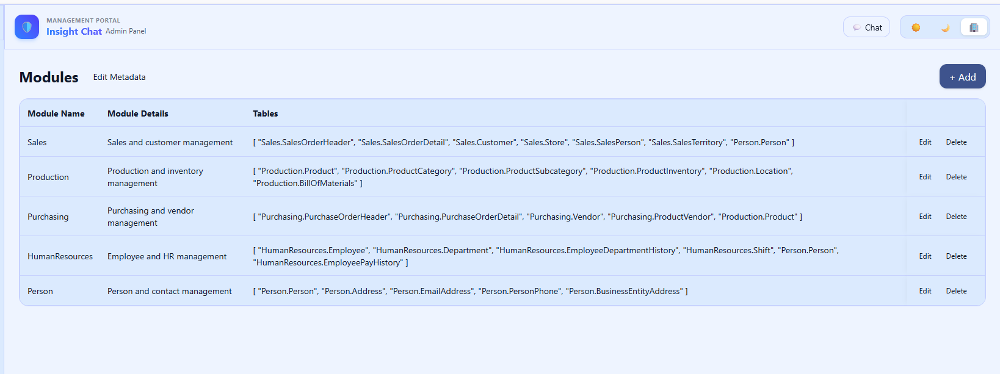 MANAGEMENT PORTAL
Insight Chat Admin Panel
Chat
Modules Edit Metadata
+ Add
Module Name Module Details Tables
Sales Sales and customer management [ "Sales.SalesOrderHeader", "Sales.SalesOrderDetail", "Sales.Customer", "Sales.Store", "Sales.SalesPerson", "Sales.SalesTerritory", "Person.Person" ] Edit Delete
Production Production and inventory management [ "Production.Product", "Production.ProductCategory", "Production.ProductSubcategory", "Production.ProductInventory", "Production.Location", "Production.BillOfMaterials" ] Edit Delete
Purchasing Purchasing and vendor management [ "Purchasing.PurchaseOrderHeader", "Purchasing.PurchaseOrderDetail", "Purchasing.Vendor", "Purchasing.ProductVendor", "Production.Product" ] Edit Delete
HumanResources Employee and HR management [ "HumanResources.Employee", "HumanResources.Department", "HumanResources.EmployeeDepartmentHistory", "HumanResources.Shift", "Person.Person", "HumanResources.EmployeePayHistory" ] Edit Delete
Person Person and contact management [ "Person.Person", "Person.Address", "Person.EmailAddress", "Person.PersonPhone", "Person.BusinessEntityAddress" ] Edit Delete